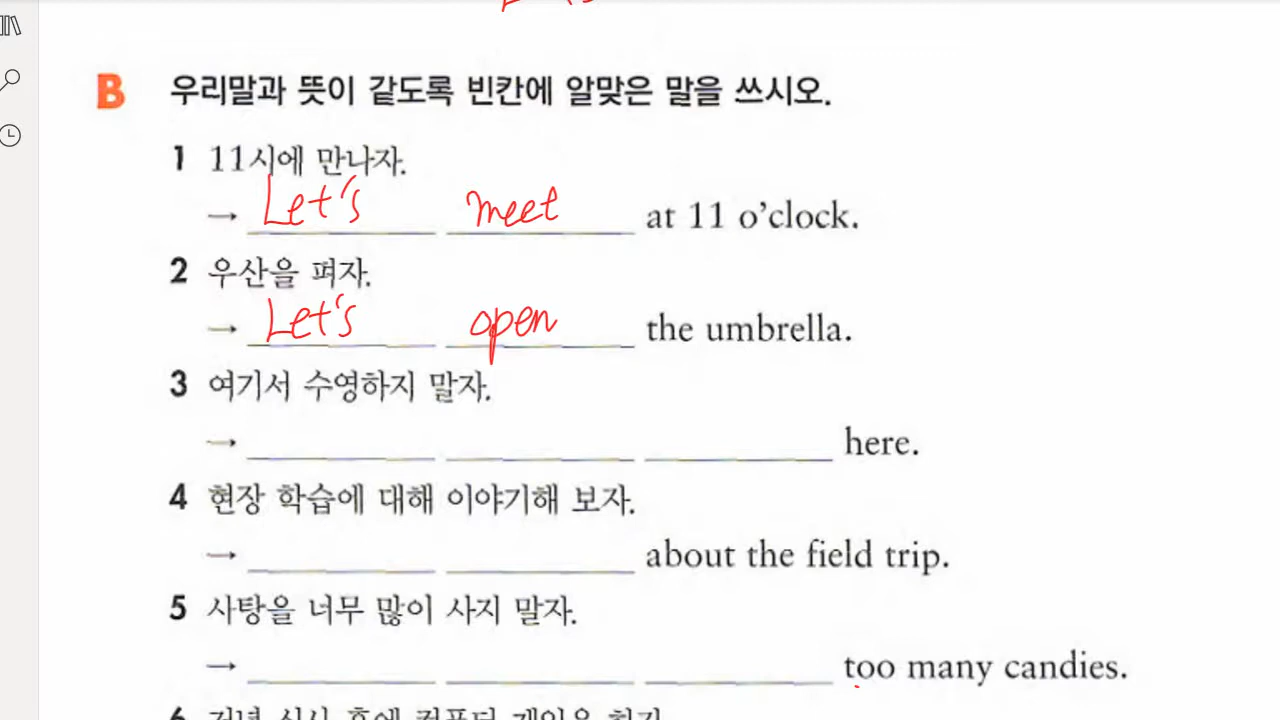 B 우리말과 뜻이 같도록 빈칸에 알맞은 말을 쓰시오.
1 11시에 만나자.
→ Let's meet at 11 o'clock.
2 우산을 펴자.
→ Let's open the umbrella.
3 여기서 수영하지 말자.
→ here.
4 현장 학습에 대해 이야기해 보자.
→ about the field trip.
5 사탕을 너무 많이 사지 말자.
→ too many candies.